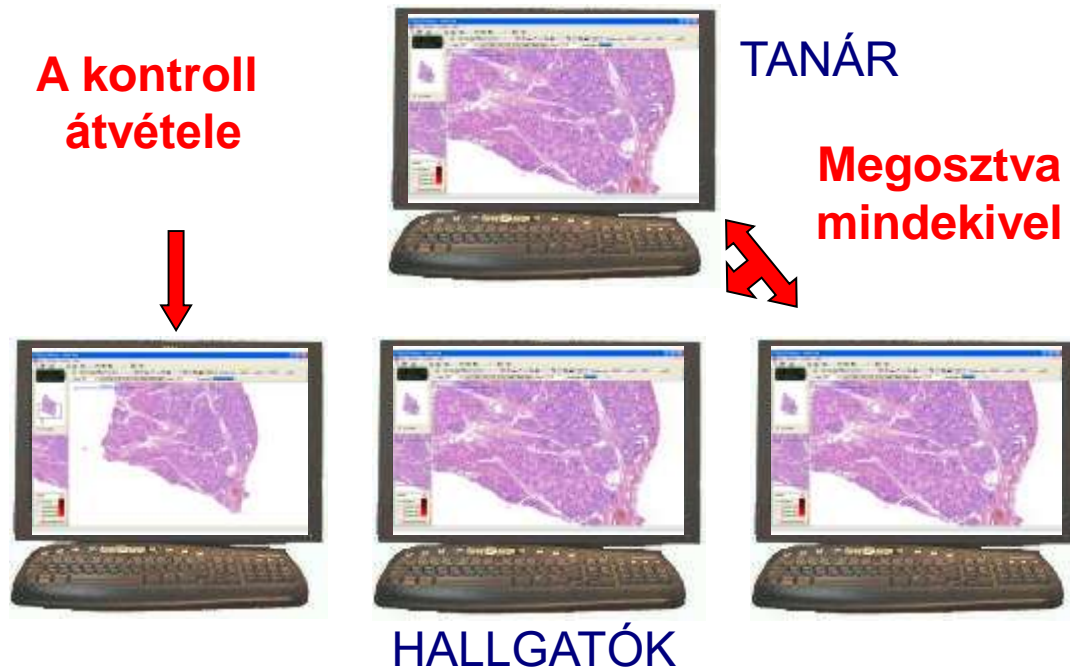 A kontroll
átvétele
TANÁR
Megosztva
mindekivel
HALLGATÓK